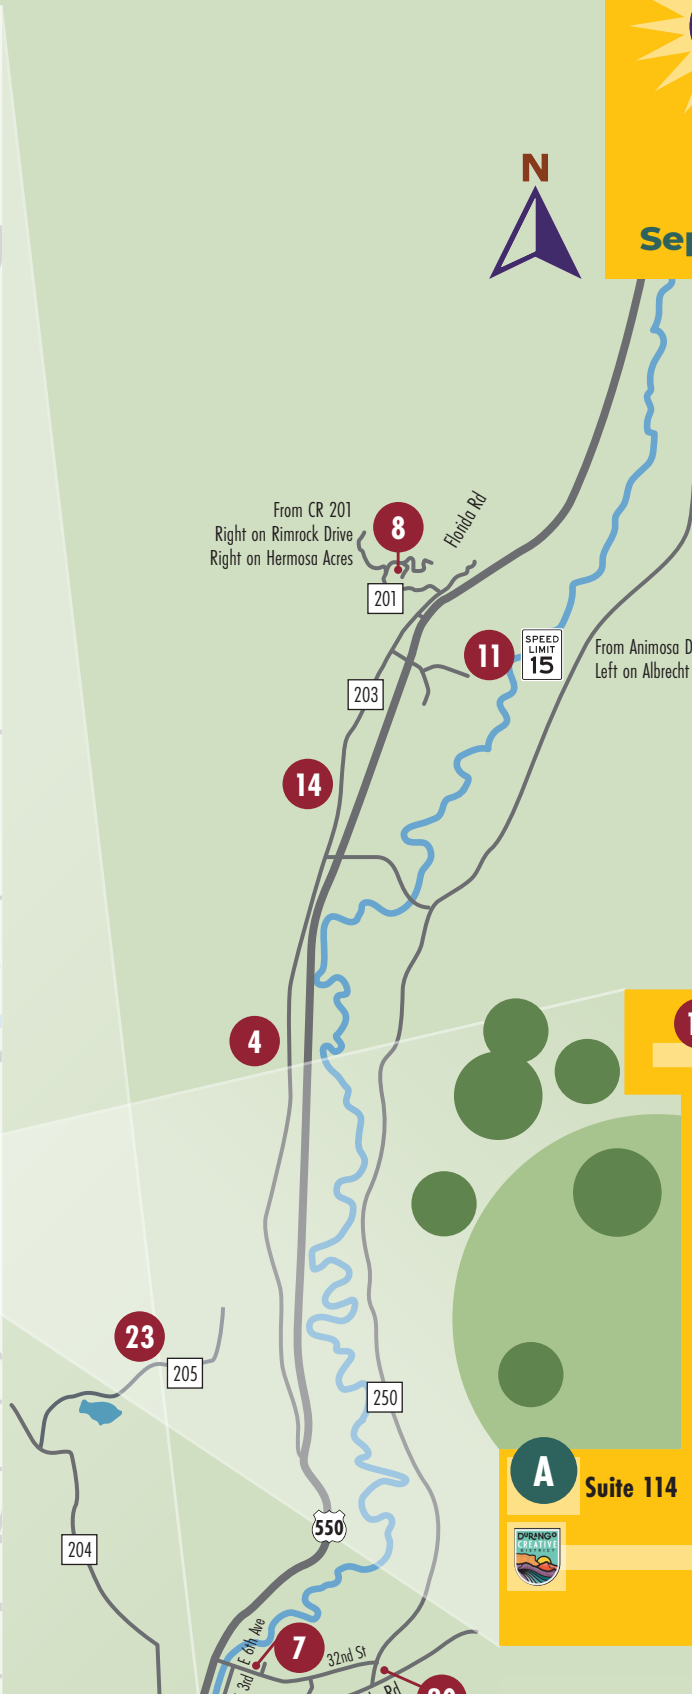 N
Sep
From CR 201
Right on Rimrock Drive
Right on Hermosa Acres
8
Florida Rd
201
11
SPEED
LIMIT
15
From Animosa D
Left on Albrecht
203
14
4
23
205
250
A
Suite 114
550
DURANGO
CREATIVE
DISTRICT
204
E 6th Ave
3rd
7
32nd St
Rd